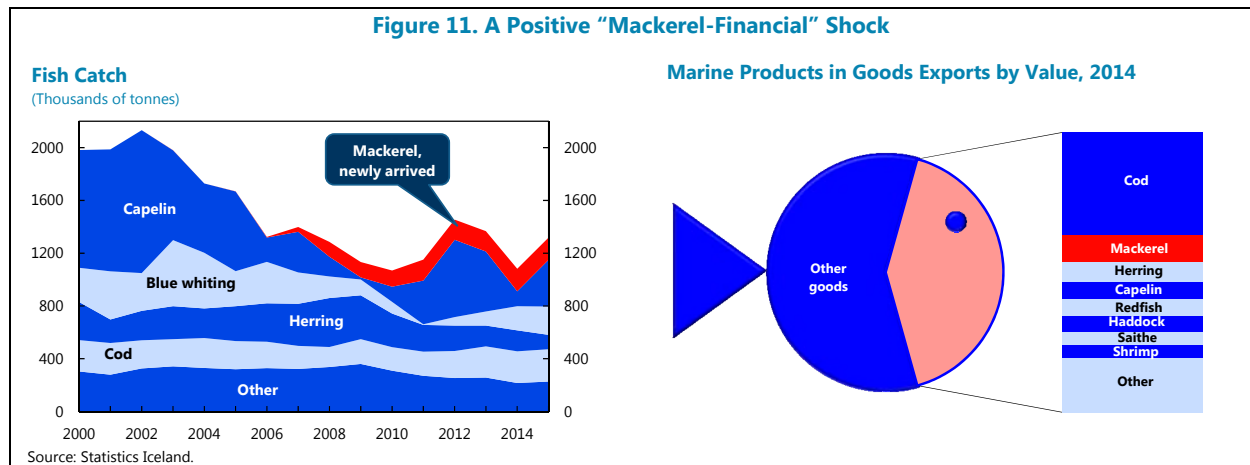 Figure 11. A Positive “Mackerel-Financial” Shock
Fish Catch
(Thousands of tonnes)
2000
1600
1200
800
400
0
2000
1600
1200
800
400
0
Mackerel,
newly arrived
Capelin
Blue whiting
Herring
Cod
Other
2000 2002 2004 2006 2008 2010 2012 2014
Source: Statistics Iceland.
Marine Products in Goods Exports by Value, 2014
Other
goods
Cod
Mackerel
Herring
Capelin
Redfish
Haddock
Saithe
Shrimp
Other